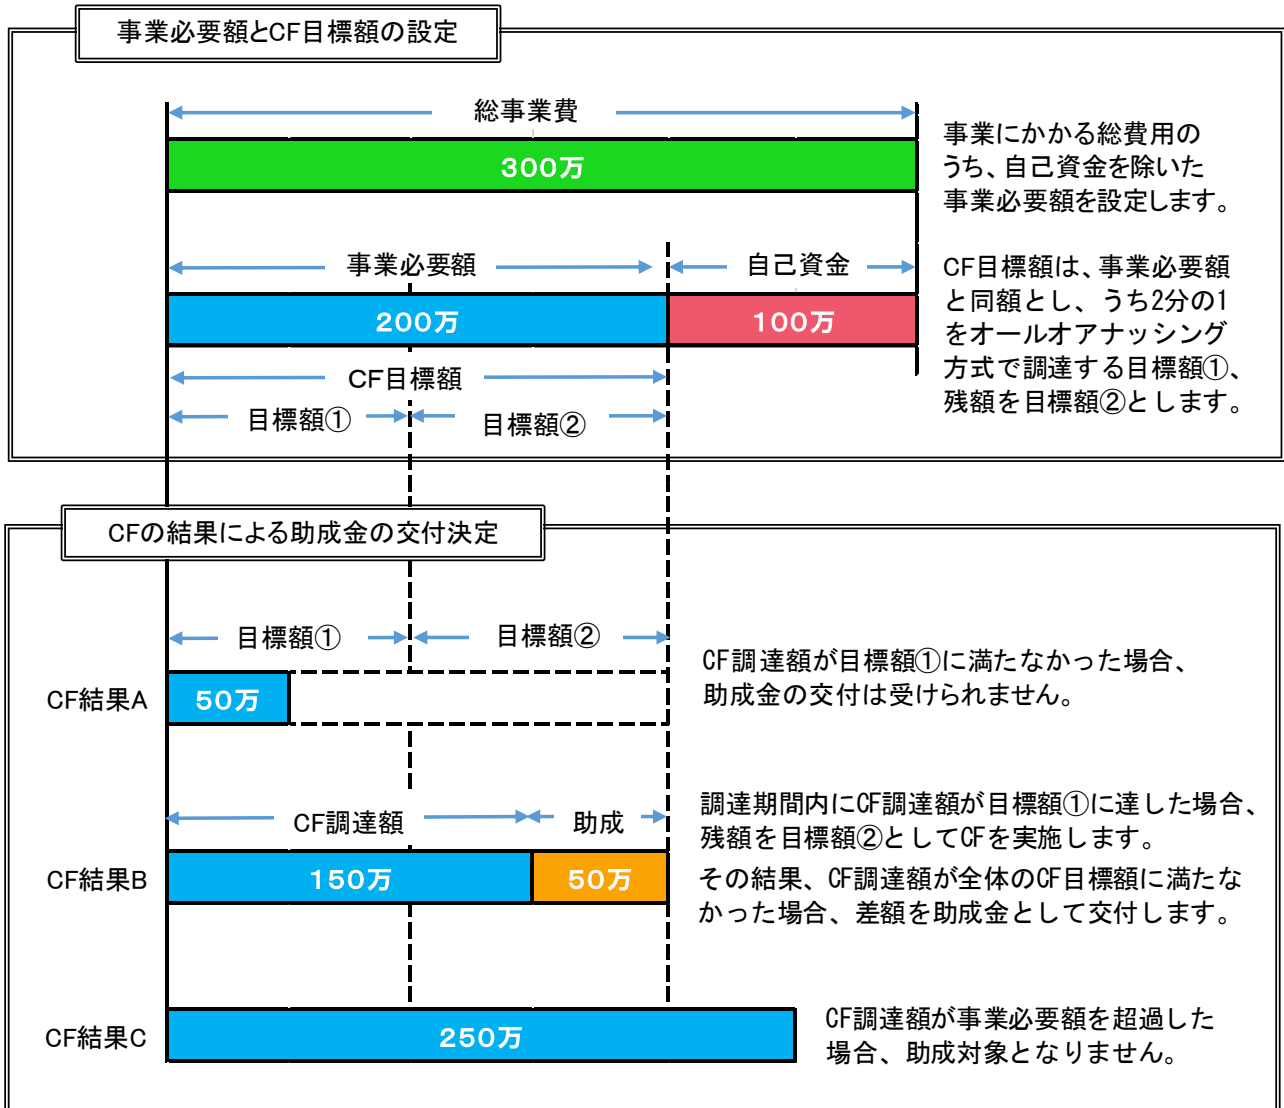 事業必要額とCF目標額の設定
総事業費
300万
事業にかかる総費用の
うち、自己資金を除いた
事業必要額を設定します。
事業必要額
自己資金
200万
100万
CF目標額は、事業必要額
と同額とし、うち2分の1
をオールオアナッシング
方式で調達する目標額①、
残額を目標額②とします。
CF目標額
目標額①
目標額②
CFの結果による助成金の交付決定
目標額①
目標額②
CF結果A
50万
CF調達額が目標額①に満たなかった場合、
助成金の交付は受けられません。
CF調達額
助成
CF結果B
150万
50万
調達期間内にCF調達額が目標額①に達した場合、
残額を目標額②としてCFを実施します。
その結果、CF調達額が全体のCF目標額に満たな
かった場合、差額を助成金として交付します。
CF結果C
250万
CF調達額が事業必要額を超過した
場合、助成対象となりません。